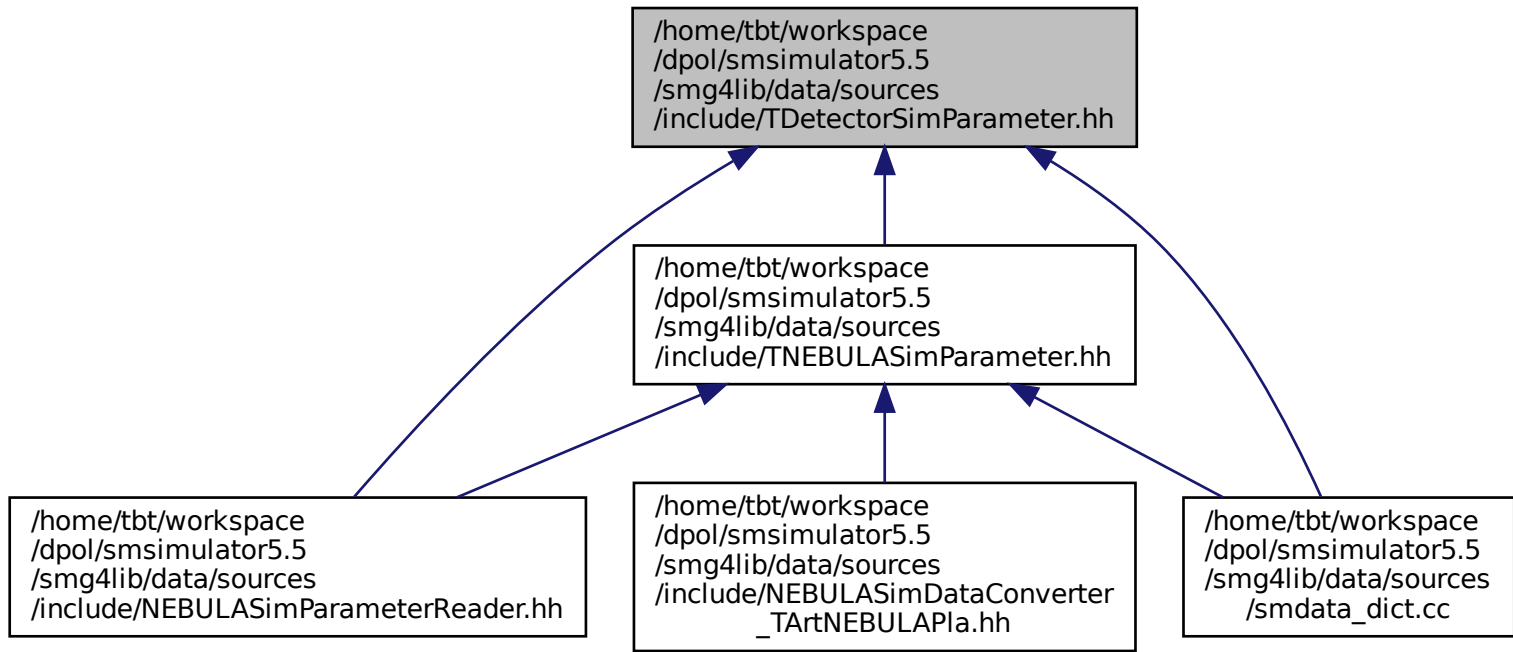 /home/tbt/workspace
/dpol/smsimulator5.5
/smg4lib/data/sources
/include/TDetectorSimParameter.hh
/home/tbt/workspace
/dpol/smsimulator5.5
/smg4lib/data/sources
/include/TNEBULASimParameter.hh
/home/tbt/workspace
/dpol/smsimulator5.5
/smg4lib/data/sources
/include/NEBULASimParameterReader.hh
/home/tbt/workspace
/dpol/smsimulator5.5
/smg4lib/data/sources
/include/NEBULASimDataConverter
_TArtNEBULAPla.hh
/home/tbt/workspace
/dpol/smsimulator5.5
/smg4lib/data/sources
/smdata_dict.cc